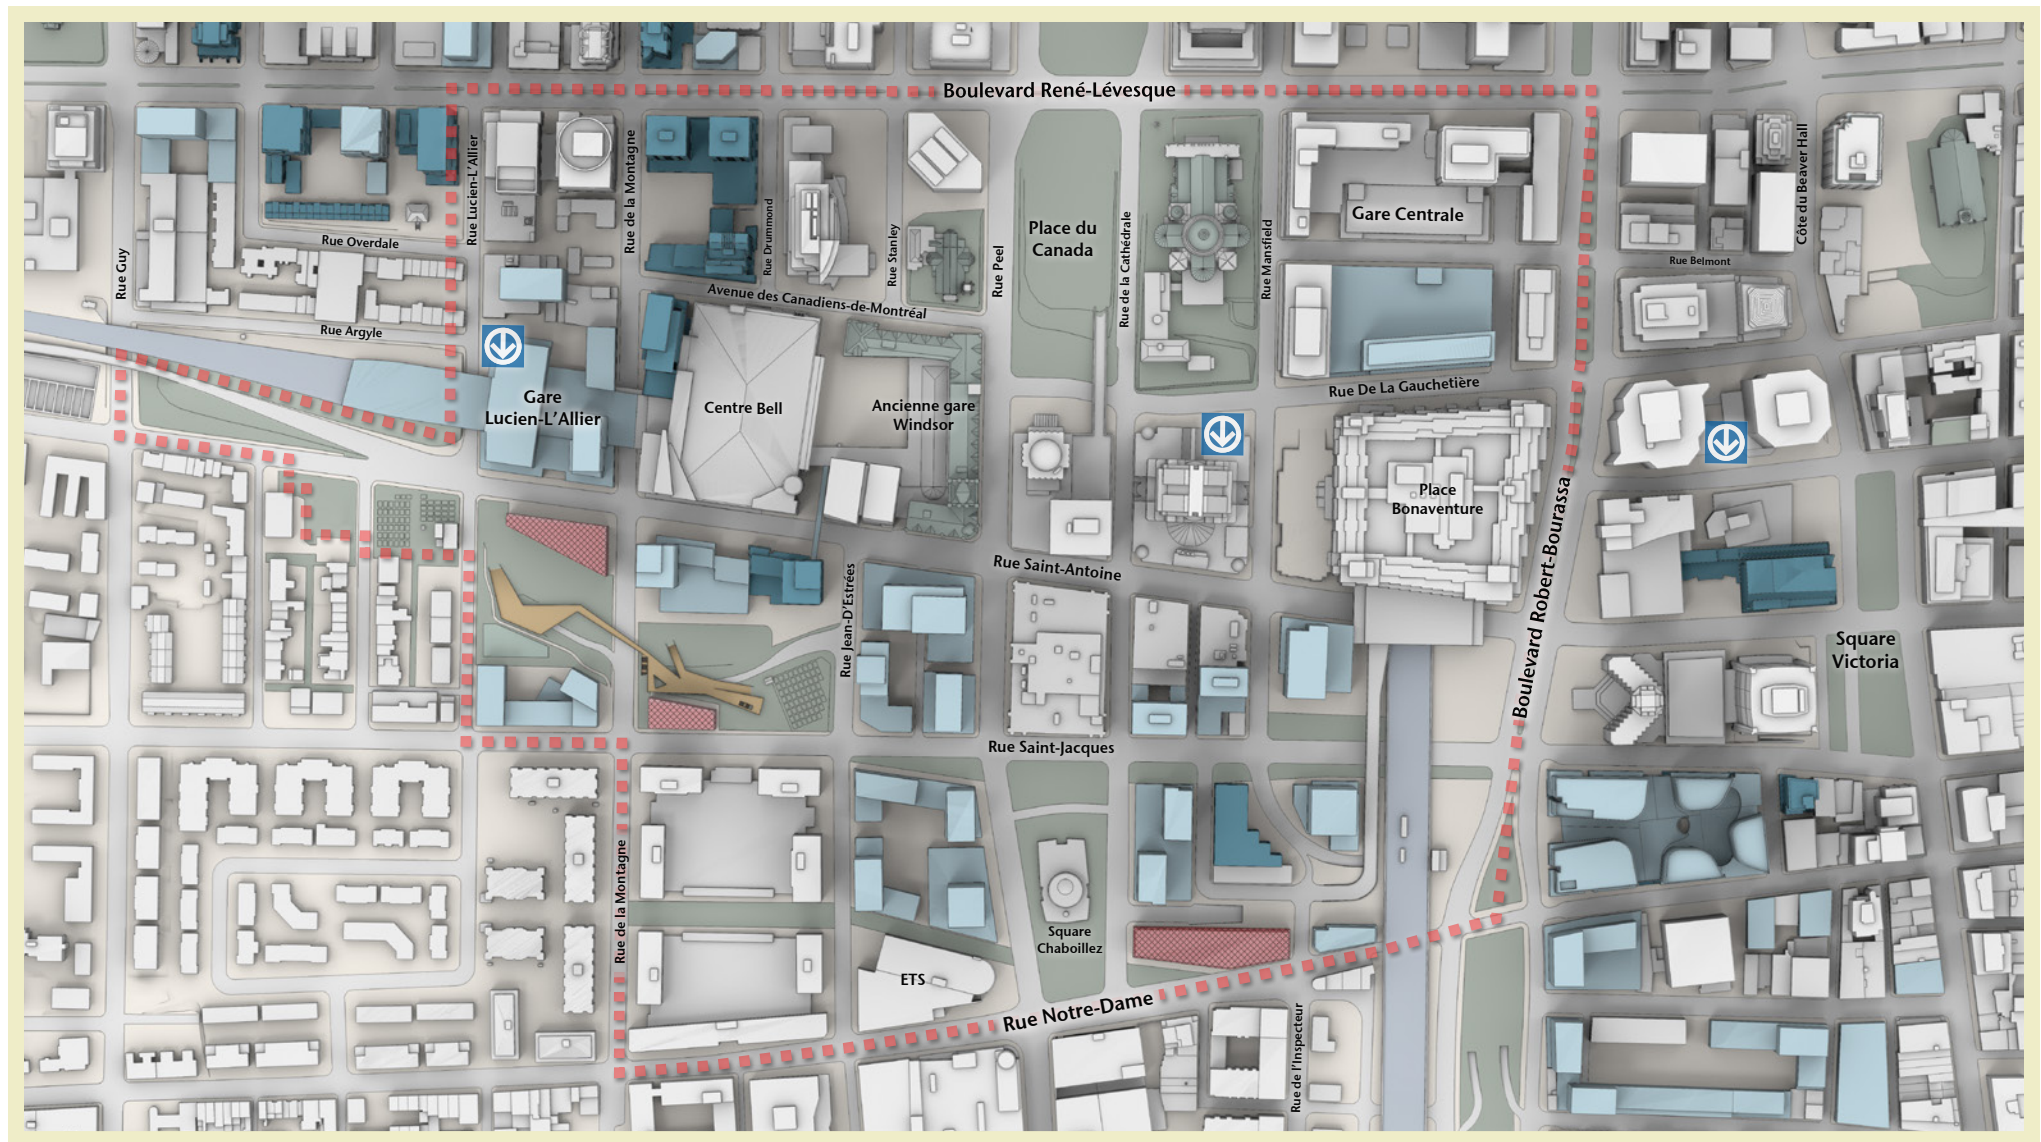 Boulevard René-Lévesque
Rue Guy
Rue Overdale
Rue Argyle
Rue Lucien-L'Allier
Rue de la Montagne
Rue Drummond
Rue Stanley
Rue Peel
Avenue des Canadiens-de-Montréal
Place du
Canada
Rue de la Cathédrale
Rue Mansfield
Gare Centrale
Côte du Beaver Hall
Rue Belmont
Gare
Lucien-L'Allier
Centre Bell
Ancienne gare
Windsor
Rue De La Gauchetière
Place
Bonaventure
Boulevard Robert-Bourassa
Rue Saint-Antoine
Rue Jean-D'Estrées
Square
Victoria
Rue Saint-Jacques
Rue de la Montagne
Square
Chaboillez
ETS
Rue Notre-Dame
Rue de l'Inspecteur